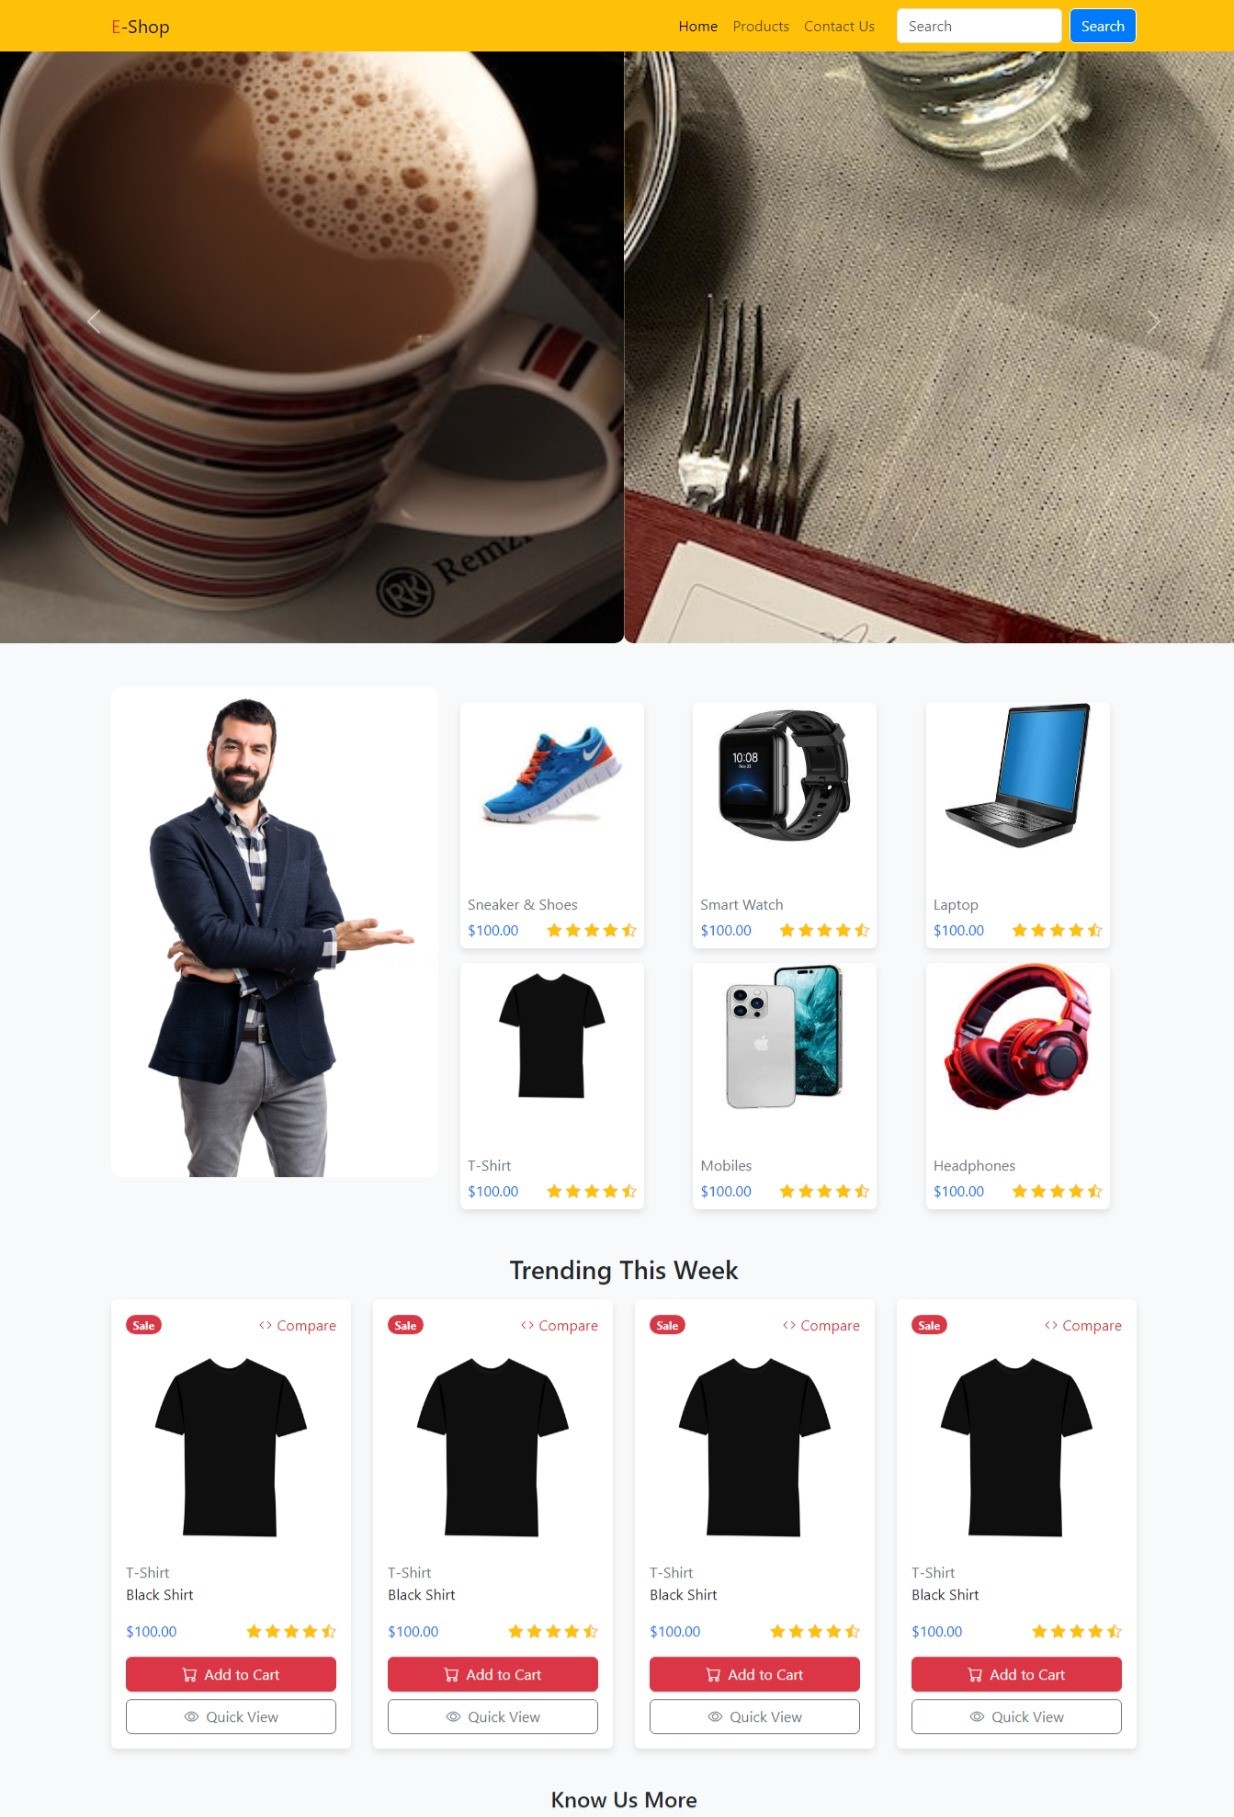 E-Shop
Home Products Contact Us Search Search
RK Remzi
10:08
Sneaker & Shoes
$100.00
Smart Watch
$100.00
Laptop
$100.00
T-Shirt
$100.00
Mobiles
$100.00
Headphones
$100.00
Trending This Week
Sale <> Compare
T-Shirt
Black Shirt
$100.00
Add to Cart
Quick View
Sale <> Compare
T-Shirt
Black Shirt
$100.00
Add to Cart
Quick View
Sale <> Compare
T-Shirt
Black Shirt
$100.00
Add to Cart
Quick View
Sale <> Compare
T-Shirt
Black Shirt
$100.00
Add to Cart
Quick View
Know Us More